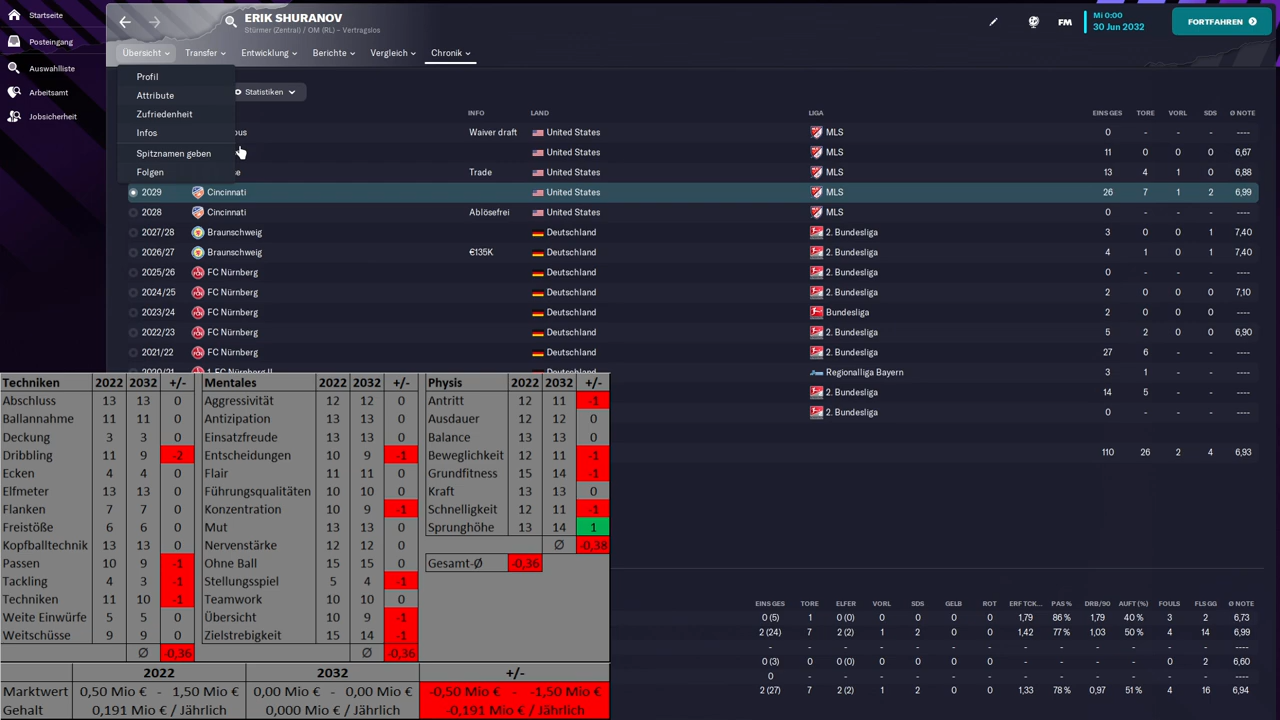 Startseite
Posteingang
Auswahlliste
Arbeitsamt
Jobsicherheit
ERIK SHURANOV
Stürmer (Zentral) / OM (RL) – Vertragslos
FM
Mi 0:00
30 Jun 2032
FORTFAHREN
Übersicht Transfer Entwicklung Berichte Vergleich Chronik
Profil
Attribute
Zufriedenheit
Infos
Spitznamen geben
Folgen
Statistiken
INFO LAND LIGA EINS GES TORE VORL SDS Ø NOTE
Waiver draft United States MLS 0 - - - ----
United States MLS 11 0 0 0 6,67
Trade United States MLS 13 4 1 0 6,88
2029 Cincinnati United States MLS 26 7 1 2 6,99
2028 Cincinnati Ablösefrei United States MLS 0 - - - ----
2027/28 Braunschweig Deutschland 2. Bundesliga 3 0 0 1 7,40
2026/27 Braunschweig €135K Deutschland 2. Bundesliga 4 1 0 1 7,40
2025/26 FC Nürnberg Deutschland 2. Bundesliga 0 - - - ----
2024/25 FC Nürnberg Deutschland 2. Bundesliga 2 0 0 0 7,10
2023/24 FC Nürnberg Deutschland Bundesliga 2 0 0 0 ----
2022/23 FC Nürnberg Deutschland 2. Bundesliga 5 2 0 0 6,90
2021/22 FC Nürnberg Deutschland 2. Bundesliga 27 6 - - ----
Regionalliga Bayern 3 1 - - ----
2. Bundesliga 14 5 - - ----
2. Bundesliga 0 - - - ----
110 26 2 4 6,93
Techniken 2022 2032 +/-
Abschluss 13 13 0
Ballannahme 11 11 0
Deckung 3 3 0
Dribbling 11 9 -2
Ecken 4 4 0
Elfmeter 13 13 0
Flanken 7 7 0
Freistöße 6 6 0
Kopfballtechnik 13 13 0
Passen 10 9 -1
Tackling 4 3 -1
Techniken 11 10 -1
Weite Einwürfe 5 5 0
Weitschüsse 9 9 0
Ø -0,36
Mentales 2022 2032 +/-
Aggressivität 12 12 0
Antizipation 13 13 0
Einsatzfreude 13 13 0
Entscheidungen 10 9 -1
Flair 11 11 0
Führungsqualitäten 10 10 0
Konzentration 10 9 -1
Mut 13 13 0
Nervenstärke 12 12 0
Ohne Ball 15 15 0
Stellungsspiel 5 4 -1
Teamwork 10 10 0
Übersicht 10 9 -1
Zielstrebigkeit 15 14 -1
Ø -0,36
Physis 2022 2032 +/-
Antritt 12 11 -1
Ausdauer 12 12 0
Balance 13 13 0
Beweglichkeit 12 11 -1
Grundfitness 15 14 -1
Kraft 13 13 0
Schnelligkeit 12 11 -1
Sprunghöhe 13 14 1
Ø -0,38
Gesamt-Ø -0,36
2022 2032 +/-
Marktwert 0,50 Mio € - 1,50 Mio € 0,00 Mio € - 0,00 Mio € -0,50 Mio € - -1,50 Mio €
Gehalt 0,191 Mio € / Jährlich 0,000 Mio € / Jährlich -0,191 Mio € / Jährlich
EINS GES TORE ELFER VORL SDS GELB ROT ERF TCK... PAS % DRB/90 AUFT (%) FOULS FLS GG Ø NOTE
0 (5) 1 0 (0) 0 0 0 0 1,79 86 % 1,79 40 % 3 2 6,73
2 (24) 7 2 (2) 1 2 0 0 1,42 77 % 1,03 50 % 4 14 6,99
- - - - - - - - - - - - - --
0 (3) 0 0 (0) 0 0 0 0 - - - - 0 2 6,60
0 - - - - - - - - - - - - --
2 (27) 7 2 (2) 1 2 0 0 1,33 78 % 0,97 51 % 4 16 6,94